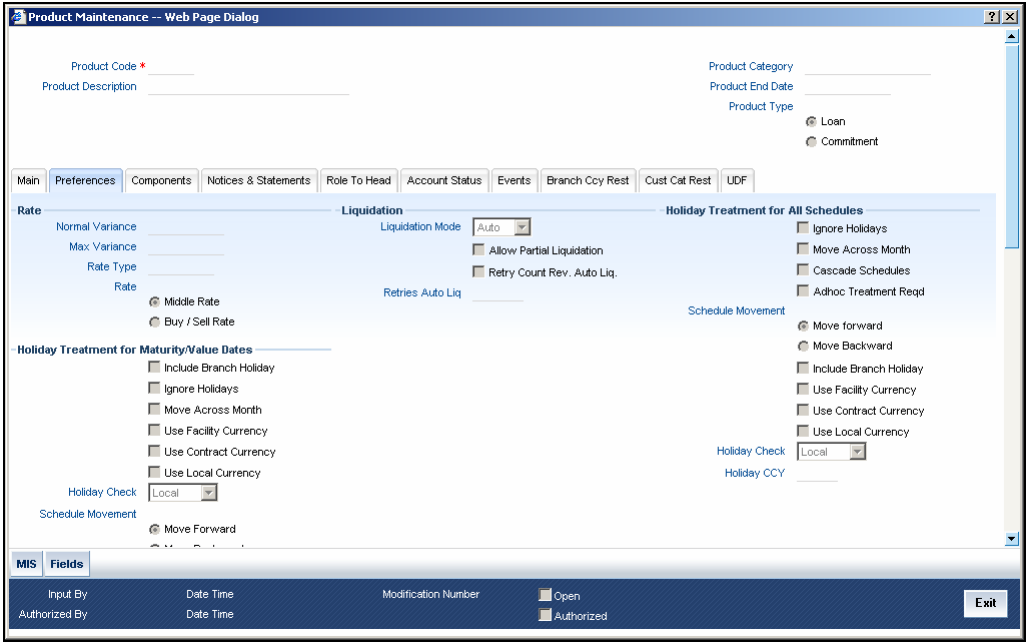 Product Maintenance -- Web Page Dialog
Product Code *
Product Description
Product Category
Product End Date
Product Type
Loan
Commitment
Main
Preferences
Components
Notices & Statements
Role To Head
Account Status
Events
Branch Ccy Rest
Cust Cat Rest
UDF
Rate
Normal Variance
Max Variance
Rate Type
Rate
Middle Rate
Buy / Sell Rate
Holiday Treatment for Maturity/Value Dates
Include Branch Holiday
Ignore Holidays
Move Across Month
Use Facility Currency
Use Contract Currency
Use Local Currency
Holiday Check Local
Schedule Movement
Move Forward
Liquidation
Liquidation Mode Auto
Allow Partial Liquidation
Retry Count Rev. Auto Liq.
Retries Auto Liq
Holiday Treatment for All Schedules
Ignore Holidays
Move Across Month
Cascade Schedules
Adhoc Treatment Reqd
Schedule Movement
Move forward
Move Backward
Include Branch Holiday
Use Facility Currency
Use Contract Currency
Use Local Currency
Holiday Check Local
Holiday CCY
MIS
Fields
Input By
Date Time
Modification Number
Open
Authorized By
Date Time
Authorized
Exit